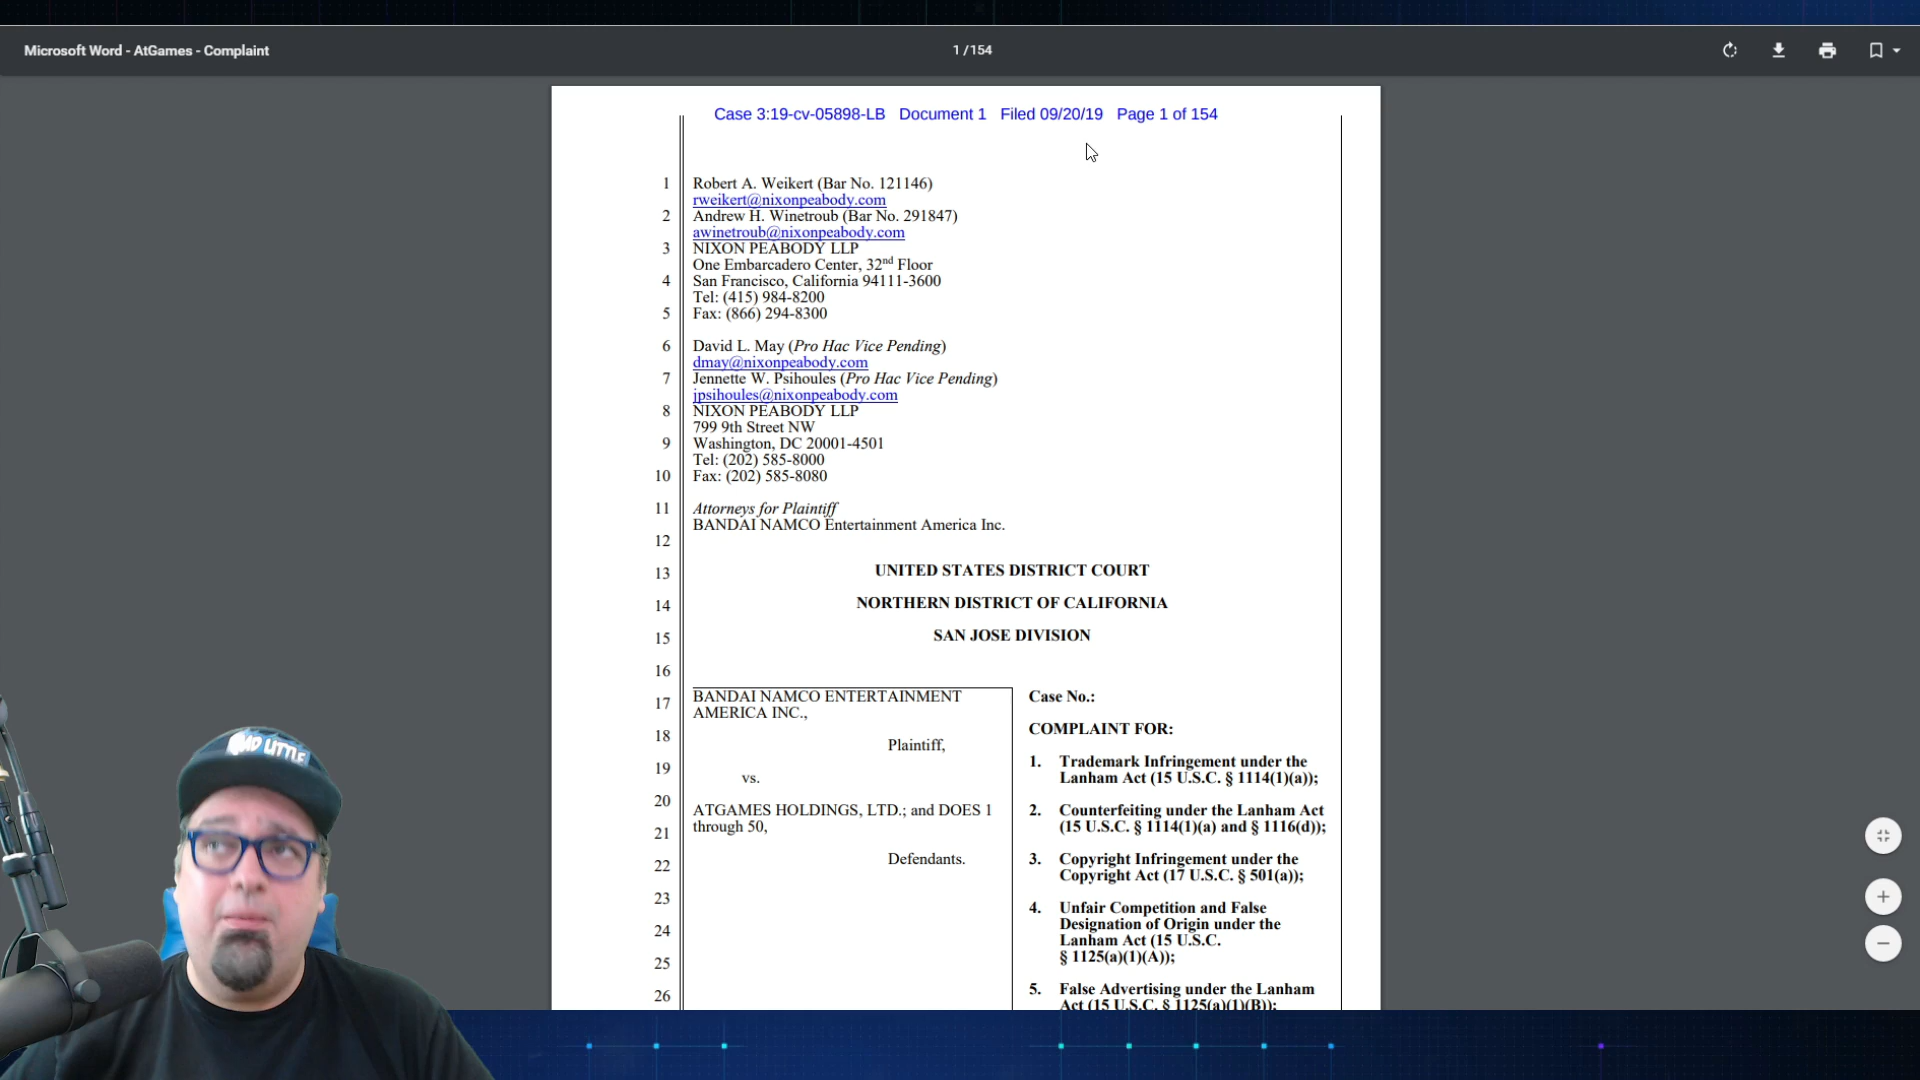 Microsoft Word - AtGames - Complaint
1 / 154
Case 3:19-cv-05898-LB Document 1 Filed 09/20/19 Page 1 of 154
1 Robert A. Weikert (Bar No. 121146)
rweikert@nixonpeabody.com
2 Andrew H. Winetroub (Bar No. 291847)
awinetroub@nixonpeabody.com
3 NIXON PEABODY LLP
One Embarcadero Center, 32nd Floor
4 San Francisco, California 94111-3600
Tel: (415) 984-8200
5 Fax: (866) 294-8300
6 David L. May (Pro Hac Vice Pending)
dmay@nixonpeabody.com
7 Jennette W. Psihoules (Pro Hac Vice Pending)
jpsihoules@nixonpeabody.com
8 NIXON PEABODY LLP
799 9th Street NW
9 Washington, DC 20001-4501
Tel: (202) 585-8000
10 Fax: (202) 585-8080
11 Attorneys for Plaintiff
BANDAI NAMCO Entertainment America Inc.
12
13 UNITED STATES DISTRICT COURT
14 NORTHERN DISTRICT OF CALIFORNIA
15 SAN JOSE DIVISION
16
17 BANDAI NAMCO ENTERTAINMENT
AMERICA INC.,
18 Plaintiff,
19 vs.
20 ATGAMES HOLDINGS, LTD.; and DOES 1
21 through 50,
22 Defendants.
23
24
25
26
Case No.:
COMPLAINT FOR:
1. Trademark Infringement under the
Lanham Act (15 U.S.C. § 1114(1)(a));
2. Counterfeiting under the Lanham Act
(15 U.S.C. § 1114(1)(a) and § 1116(d));
3. Copyright Infringement under the
Copyright Act (17 U.S.C. § 501(a));
4. Unfair Competition and False
Designation of Origin under the
Lanham Act (15 U.S.C.
§ 1125(a)(1)(A));
5. False Advertising under the Lanham
Act (15 U.S.C. § 1125(a)(1)(B));
LITTLE